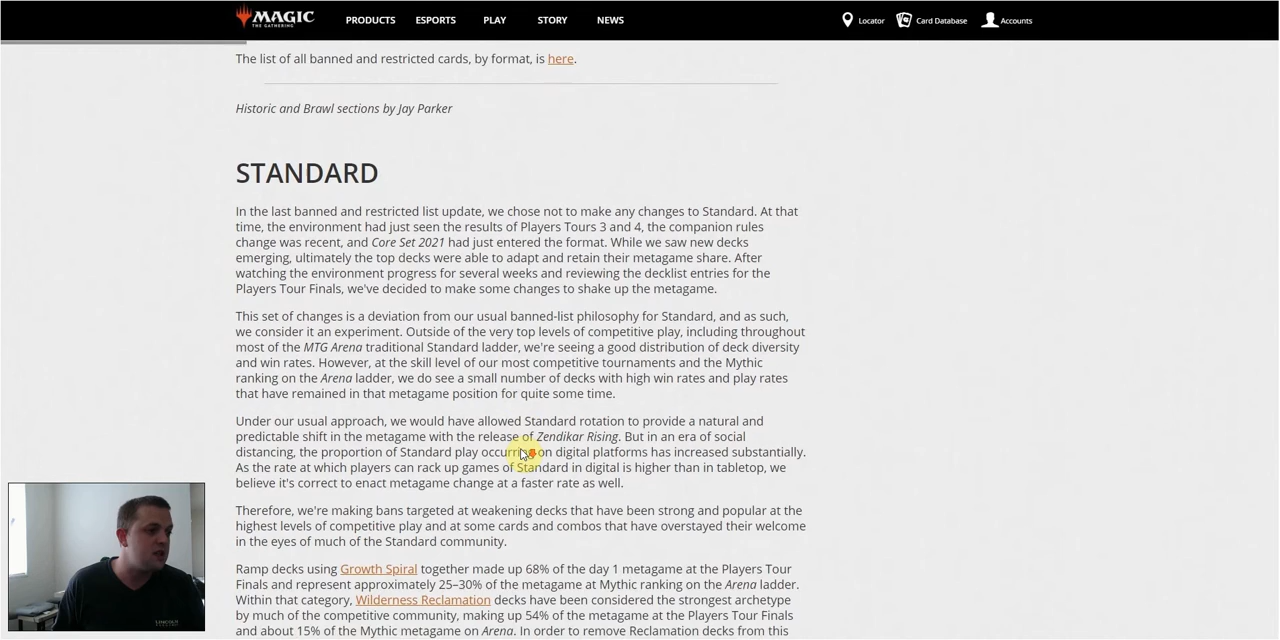 MAGIC
THE GATHERING
PRODUCTS ESPORTS PLAY STORY NEWS Locator Card Database Accounts
The list of all banned and restricted cards, by format, is here.
Historic and Brawl sections by Jay Parker
STANDARD
In the last banned and restricted list update, we chose not to make any changes to Standard. At that
time, the environment had just seen the results of Players Tours 3 and 4, the companion rules
change was recent, and Core Set 2021 had just entered the format. While we saw new decks
emerging, ultimately the top decks were able to adapt and retain their metagame share. After
watching the environment progress for several weeks and reviewing the decklist entries for the
Players Tour Finals, we've decided to make some changes to shake up the metagame.
This set of changes is a deviation from our usual banned-list philosophy for Standard, and as such,
we consider it an experiment. Outside of the very top levels of competitive play, including throughout
most of the MTG Arena traditional Standard ladder, we're seeing a good distribution of deck diversity
and win rates. However, at the skill level of our most competitive tournaments and the Mythic
ranking on the Arena ladder, we do see a small number of decks with high win rates and play rates
that have remained in that metagame position for quite some time.
Under our usual approach, we would have allowed Standard rotation to provide a natural and
predictable shift in the metagame with the release of Zendikar Rising. But in an era of social
distancing, the proportion of Standard play occurring on digital platforms has increased substantially.
As the rate at which players can rack up games of Standard in digital is higher than in tabletop, we
believe it's correct to enact metagame change at a faster rate as well.
Therefore, we're making bans targeted at weakening decks that have been strong and popular at the
highest levels of competitive play and at some cards and combos that have overstayed their welcome
in the eyes of much of the Standard community.
Ramp decks using Growth Spiral together made up 68% of the day 1 metagame at the Players Tour
Finals and represent approximately 25–30% of the metagame at Mythic ranking on the Arena ladder.
Within that category, Wilderness Reclamation decks have been considered the strongest archetype
by much of the competitive community, making up 54% of the metagame at the Players Tour Finals
and about 15% of the Mythic metagame on Arena. In order to remove Reclamation decks from this